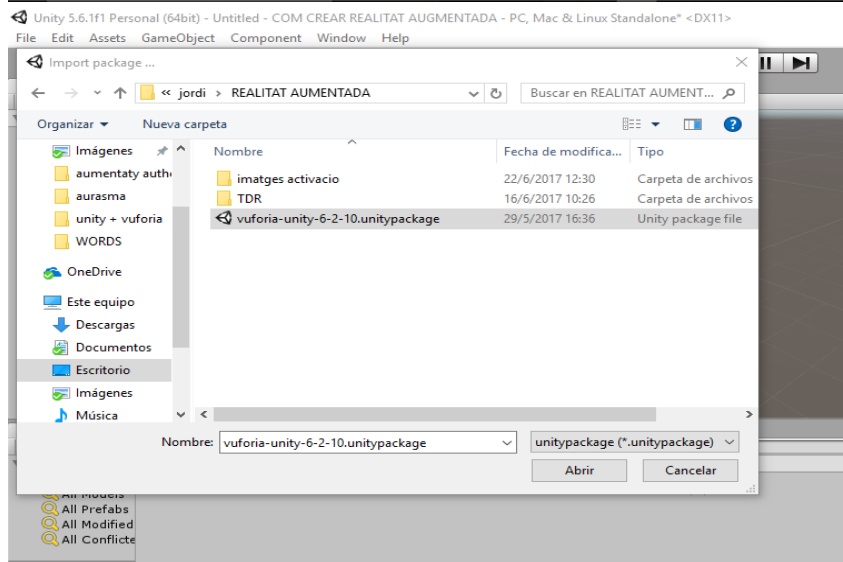 Unity 5.6.1f1 Personal (64bit) - Untitled - COM CREAR REALITAT AUGMENTADA - PC, Mac & Linux Standalone* <DX11>
File Edit Assets GameObject Component Window Help
Import package ...
« jordi > REALITAT AUMENTADA
Buscar en REALITAT AUMENT...
Organizar
Nueva carpeta
Imágenes
aumentaty auth
aurasma
unity + vuforia
WORDS
OneDrive
Este equipo
Descargas
Documentos
Escritorio
Imágenes
Música
Nombre Fecha de modifica... Tipo
imatges activacio 22/6/2017 12:30 Carpeta de archivos
TDR 16/6/2017 10:26 Carpeta de archivos
vuforia-unity-6-2-10.unitypackage 29/5/2017 16:36 Unity package file
Nombre: vuforia-unity-6-2-10.unitypackage unitypackage (*.unitypackage)
Abrir Cancelar
All Models
All Prefabs
All Modified
All Conflicte